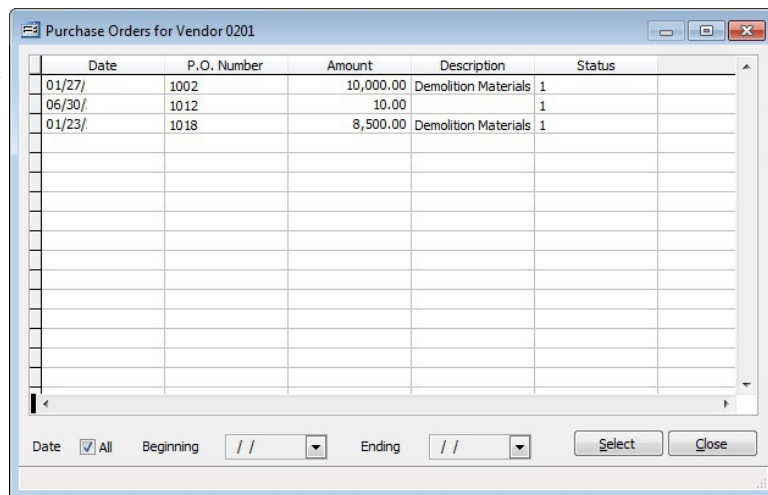 Purchase Orders for Vendor 0201
Date P.O. Number Amount Description Status
01/27/ 1002 10,000.00 Demolition Materials 1
06/30/ 1012 10.00 1
01/23/ 1018 8,500.00 Demolition Materials 1
Date All Beginning / / Ending / / Select Close